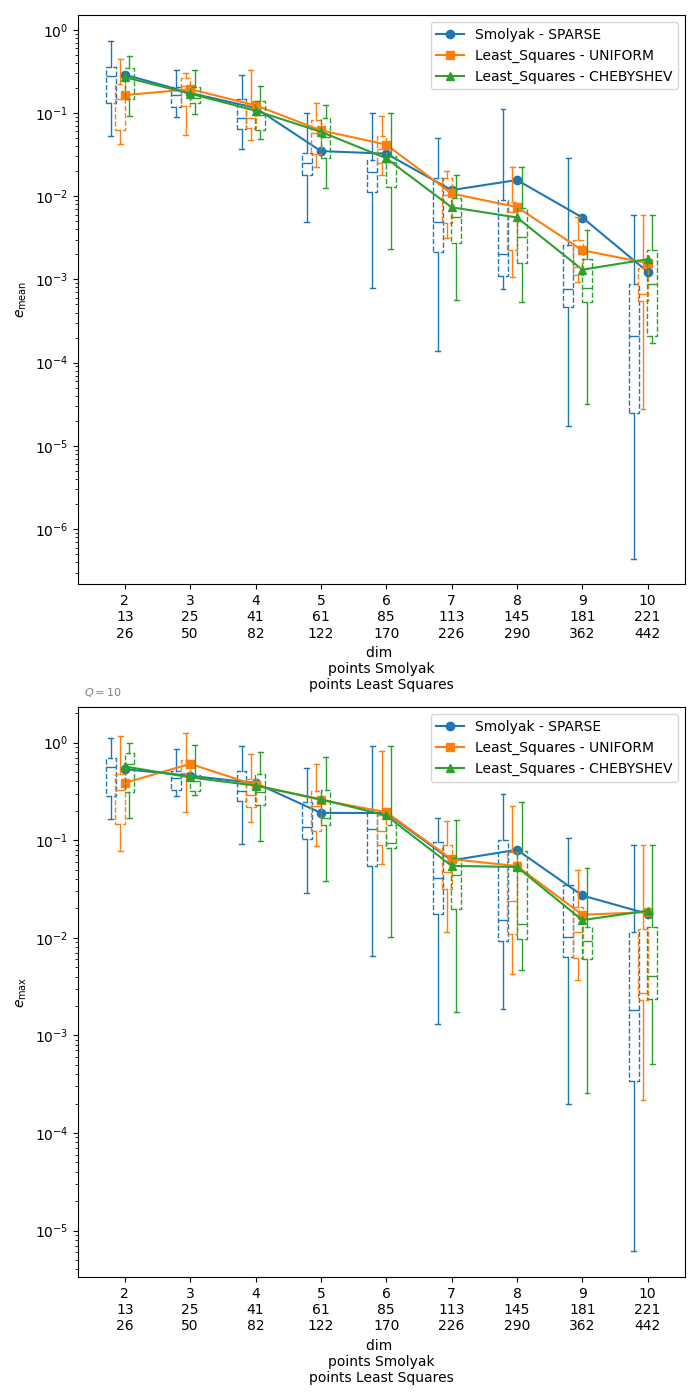 10⁰
10⁻¹
10⁻²
10⁻³
10⁻⁴
10⁻⁵
10⁻⁶
e_mean
Smolyak - SPARSE
Least_Squares - UNIFORM
Least_Squares - CHEBYSHEV
2 3 4 5 6 7 8 9 10
13 25 41 61 85 113 145 181 221
26 50 82 122 170 226 290 362 442
dim
points Smolyak
points Least Squares
Q = 10
10⁰
10⁻¹
10⁻²
10⁻³
10⁻⁴
10⁻⁵
e_max
Smolyak - SPARSE
Least_Squares - UNIFORM
Least_Squares - CHEBYSHEV
2 3 4 5 6 7 8 9 10
13 25 41 61 85 113 145 181 221
26 50 82 122 170 226 290 362 442
dim
points Smolyak
points Least Squares